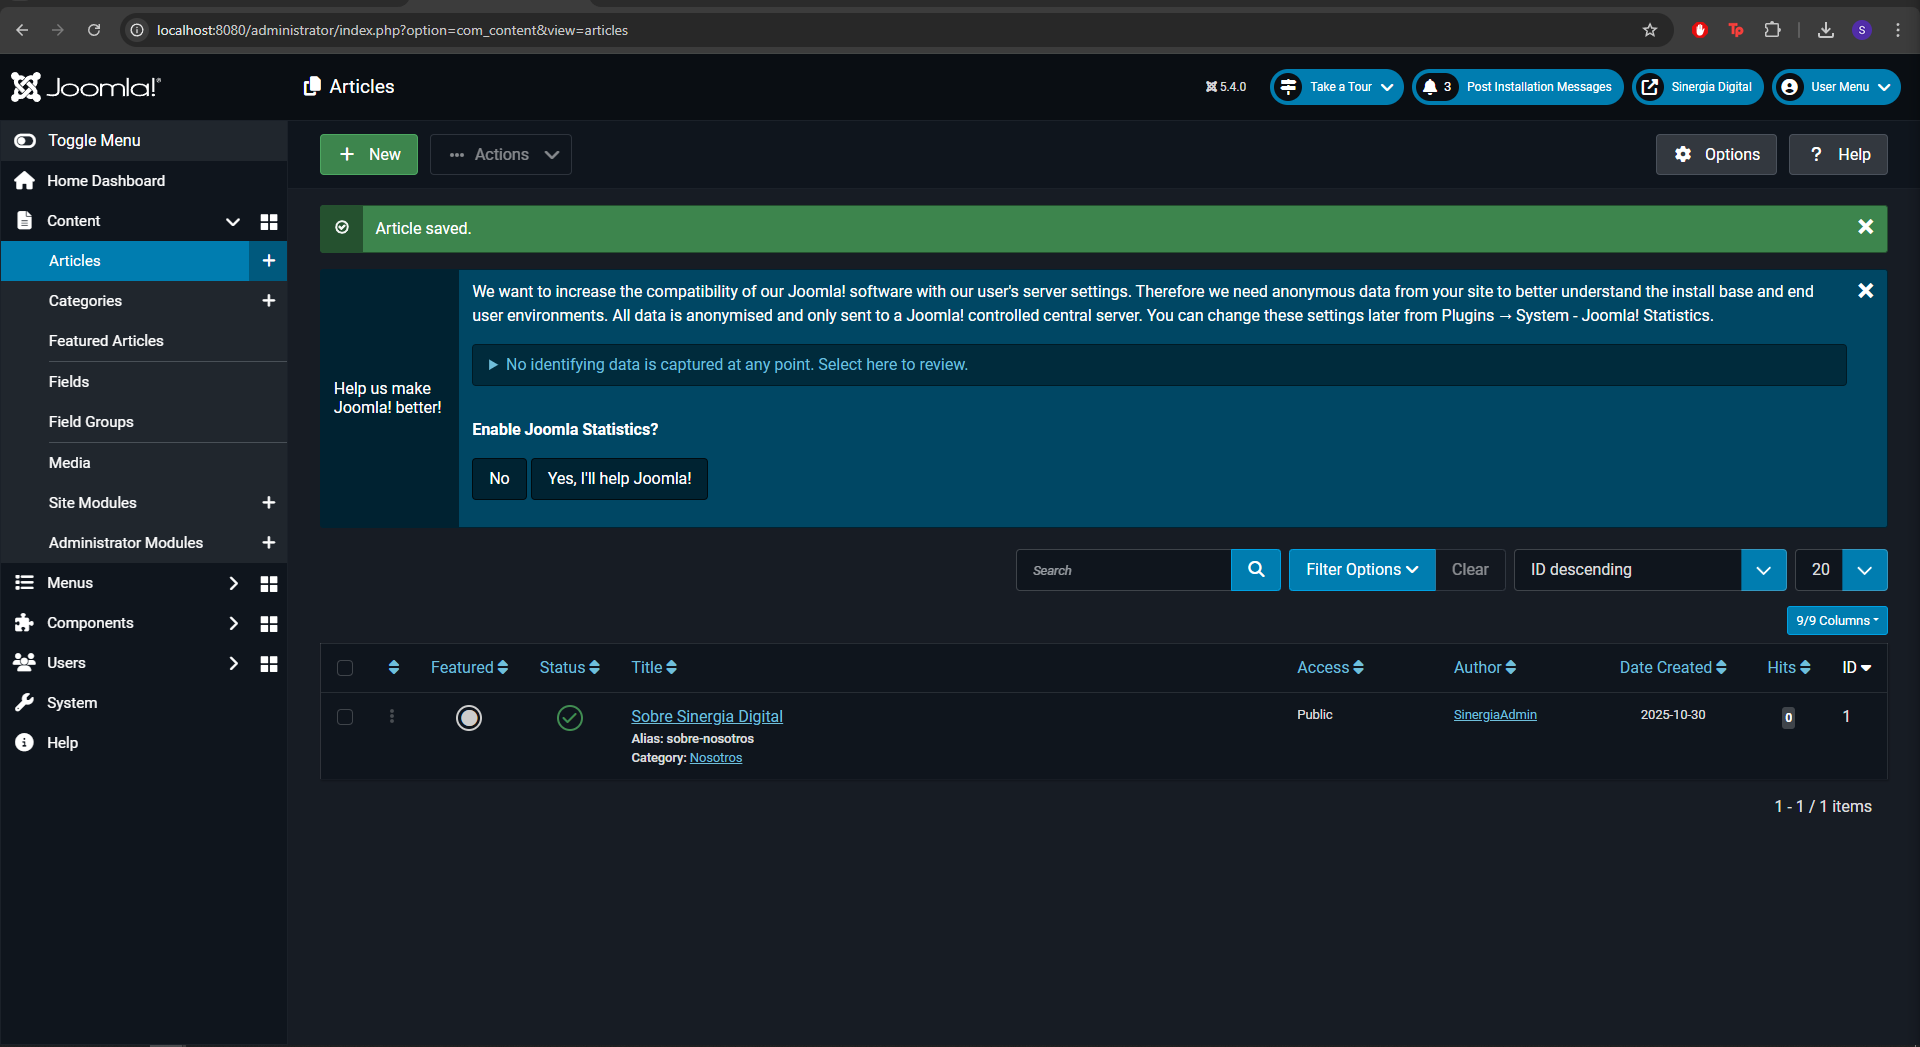 localhost:8080/administrator/index.php?option=com_content&view=articles
Tp
S
Joomla!®
Articles
5.4.0
Take a Tour
3 Post Installation Messages
Sinergia Digital
User Menu
Toggle Menu
Home Dashboard
Content
Articles
Categories
Featured Articles
Fields
Field Groups
Media
Site Modules
Administrator Modules
Menus
Components
Users
System
Help
New
Actions
Options
? Help
Article saved.
Help us make
Joomla! better!
We want to increase the compatibility of our Joomla! software with our user's server settings. Therefore we need anonymous data from your site to better understand the install base and end
user environments. All data is anonymised and only sent to a Joomla! controlled central server. You can change these settings later from Plugins → System - Joomla! Statistics.
No identifying data is captured at any point. Select here to review.
Enable Joomla Statistics?
No
Yes, I'll help Joomla!
Search
Filter Options
Clear
ID descending
20
9/9 Columns
Featured Status Title Access Author Date Created Hits ID
Sobre Sinergia Digital Public SinergiaAdmin 2025-10-30 0 1
Alias: sobre-nosotros
Category: Nosotros
1 - 1 / 1 items